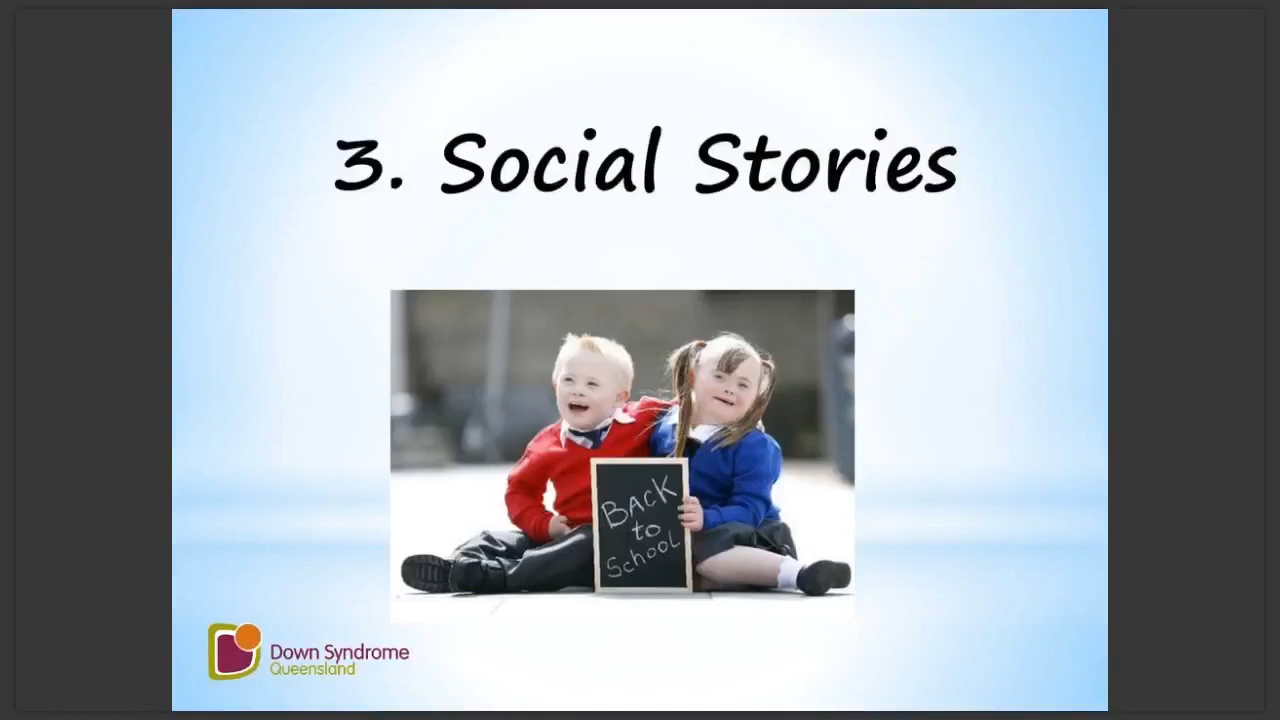 3. Social Stories
BACK
to
School
Down Syndrome
Queensland